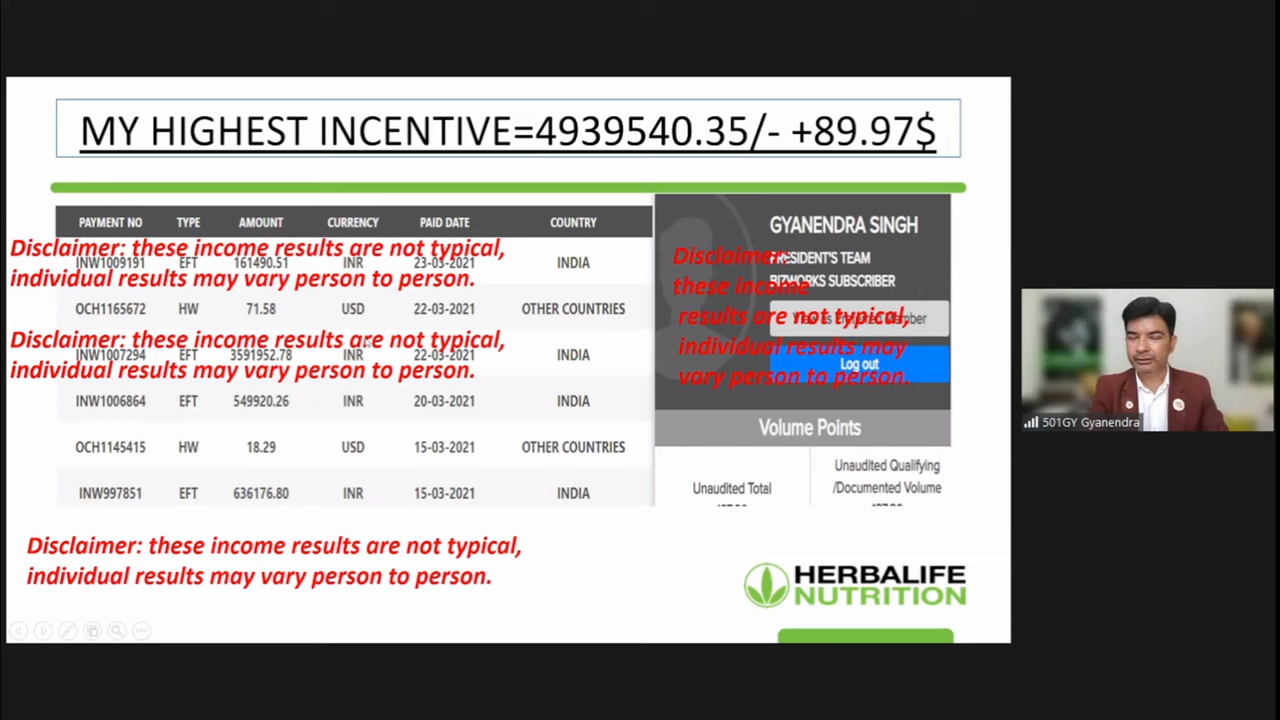 MY HIGHEST INCENTIVE=4939540.35/- +89.97$
PAYMENT NO TYPE AMOUNT CURRENCY PAID DATE COUNTRY
Disclaimer: these income results are not typical,
INW1009191 EFT 161490.51 INR 23-03-2021 INDIA
individual results may vary person to person.
OCH1165672 HW 71.58 USD 22-03-2021 OTHER COUNTRIES
Disclaimer: these income results are not typical,
INW1007294 EFT 3591952.78 INR 22-03-2021 INDIA
individual results may vary person to person.
INW1006864 EFT 549920.26 INR 20-03-2021 INDIA
OCH1145415 HW 18.29 USD 15-03-2021 OTHER COUNTRIES
INW997851 EFT 636176.80 INR 15-03-2021 INDIA
GYANENDRA SINGH
PRESIDENT'S TEAM
BIZWORKS SUBSCRIBER
Disclaimer:
these income
results are not typical,
individual results may
vary person to person.
Log out
Volume Points
Unaudited Total
Unaudited Qualifying
/Documented Volume
Disclaimer: these income results are not typical,
individual results may vary person to person.
HERBALIFE
NUTRITION
501GY Gyanendra